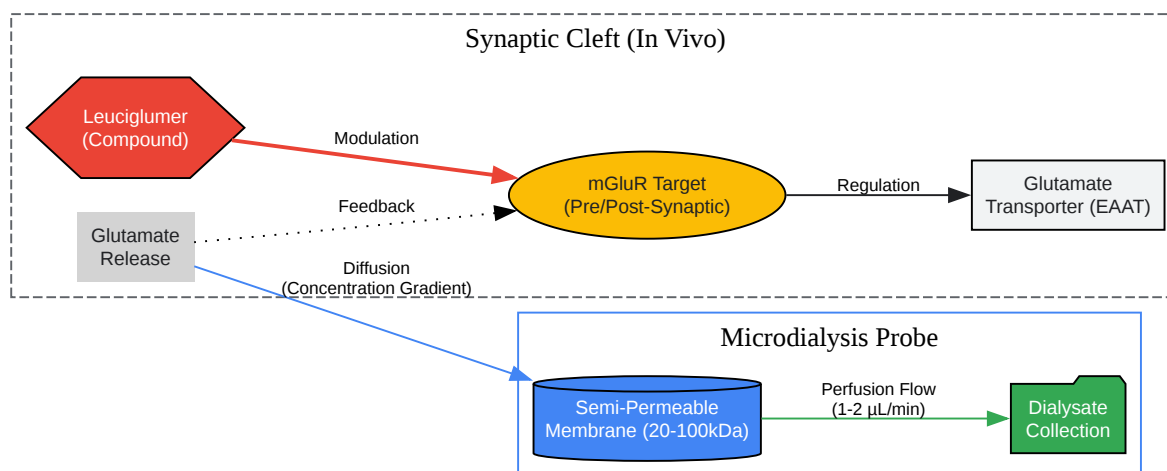 Synaptic Cleft (In Vivo)
Leuciglumer
(Compound)
Modulation
mGluR Target
(Pre/Post-Synaptic)
Regulation
Glutamate
Transporter (EAAT)
Feedback
Glutamate
Release
Diffusion
(Concentration Gradient)
Microdialysis Probe
Semi-Permeable
Membrane (20-100kDa)
Perfusion Flow
(1-2 µL/min)
Dialysate
Collection